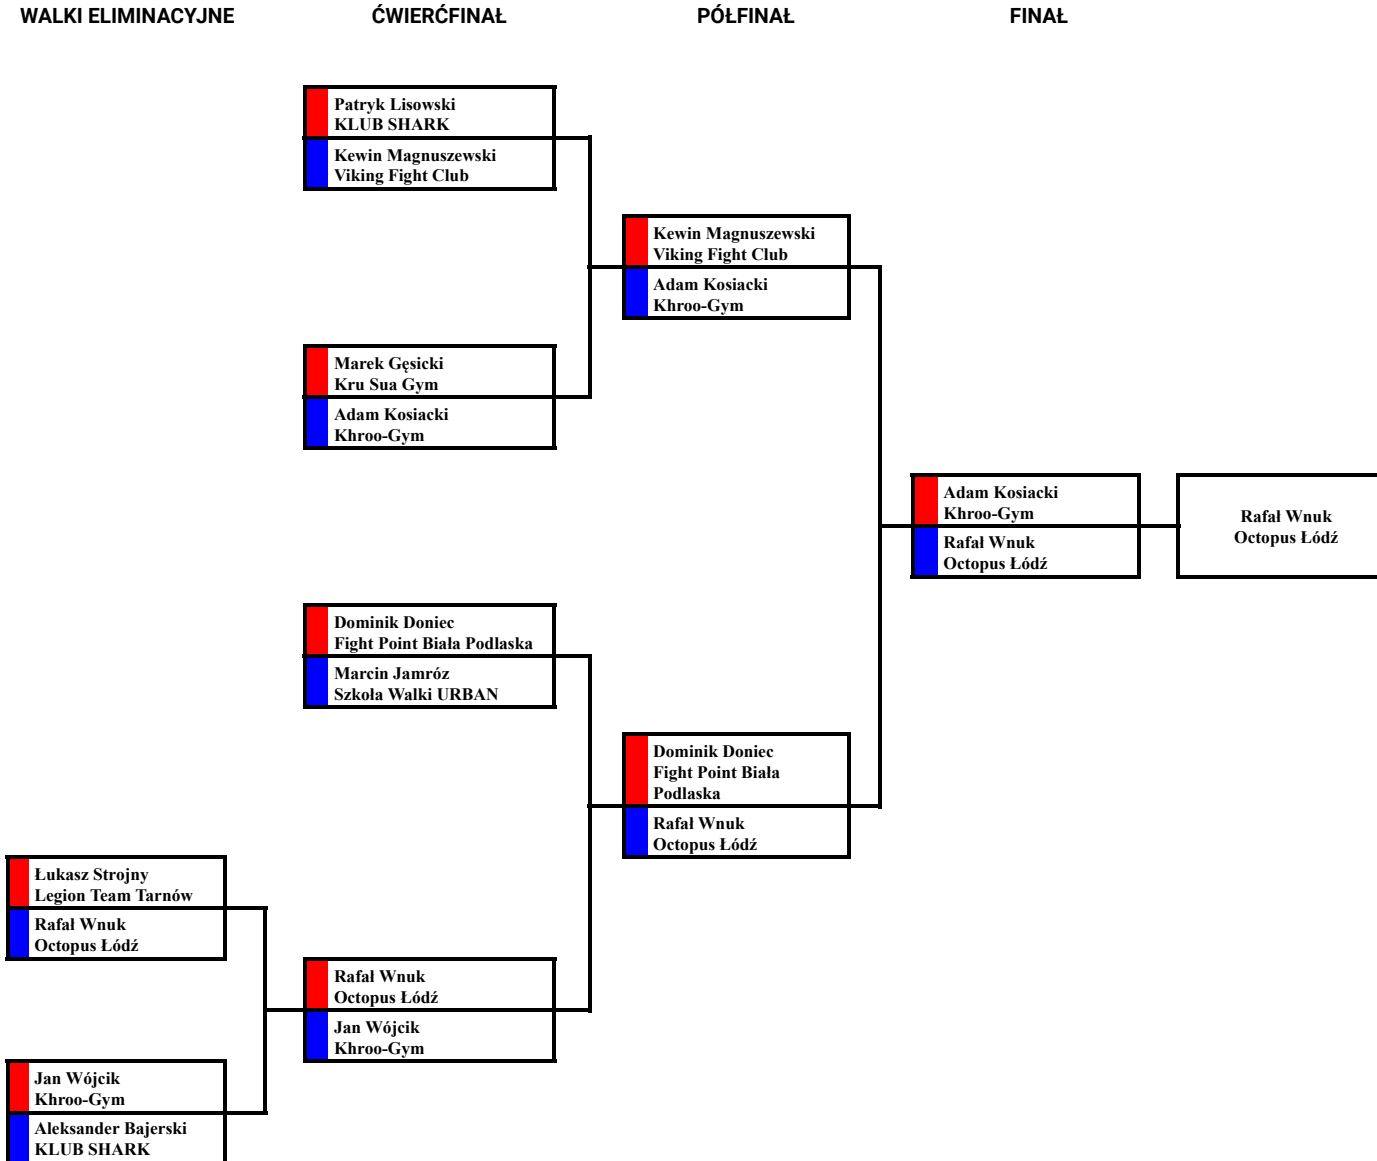 WALKI ELIMINACYJNE
ĆWIERĆFINAŁ
PÓŁFINAŁ
FINAŁ
Patryk Lisowski
KLUB SHARK
Kewin Magnuszewski
Viking Fight Club
Kewin Magnuszewski
Viking Fight Club
Adam Kosiacki
Khroo-Gym
Marek Gęsicki
Kru Sua Gym
Adam Kosiacki
Khroo-Gym
Adam Kosiacki
Khroo-Gym
Rafał Wnuk
Octopus Łódź
Rafał Wnuk
Octopus Łódź
Dominik Doniec
Fight Point Biała Podlaska
Marcin Jamróz
Szkoła Walki URBAN
Dominik Doniec
Fight Point Biała
Podlaska
Rafał Wnuk
Octopus Łódź
Łukasz Strojny
Legion Team Tarnów
Rafał Wnuk
Octopus Łódź
Rafał Wnuk
Octopus Łódź
Jan Wójcik
Khroo-Gym
Jan Wójcik
Khroo-Gym
Aleksander Bajerski
KLUB SHARK